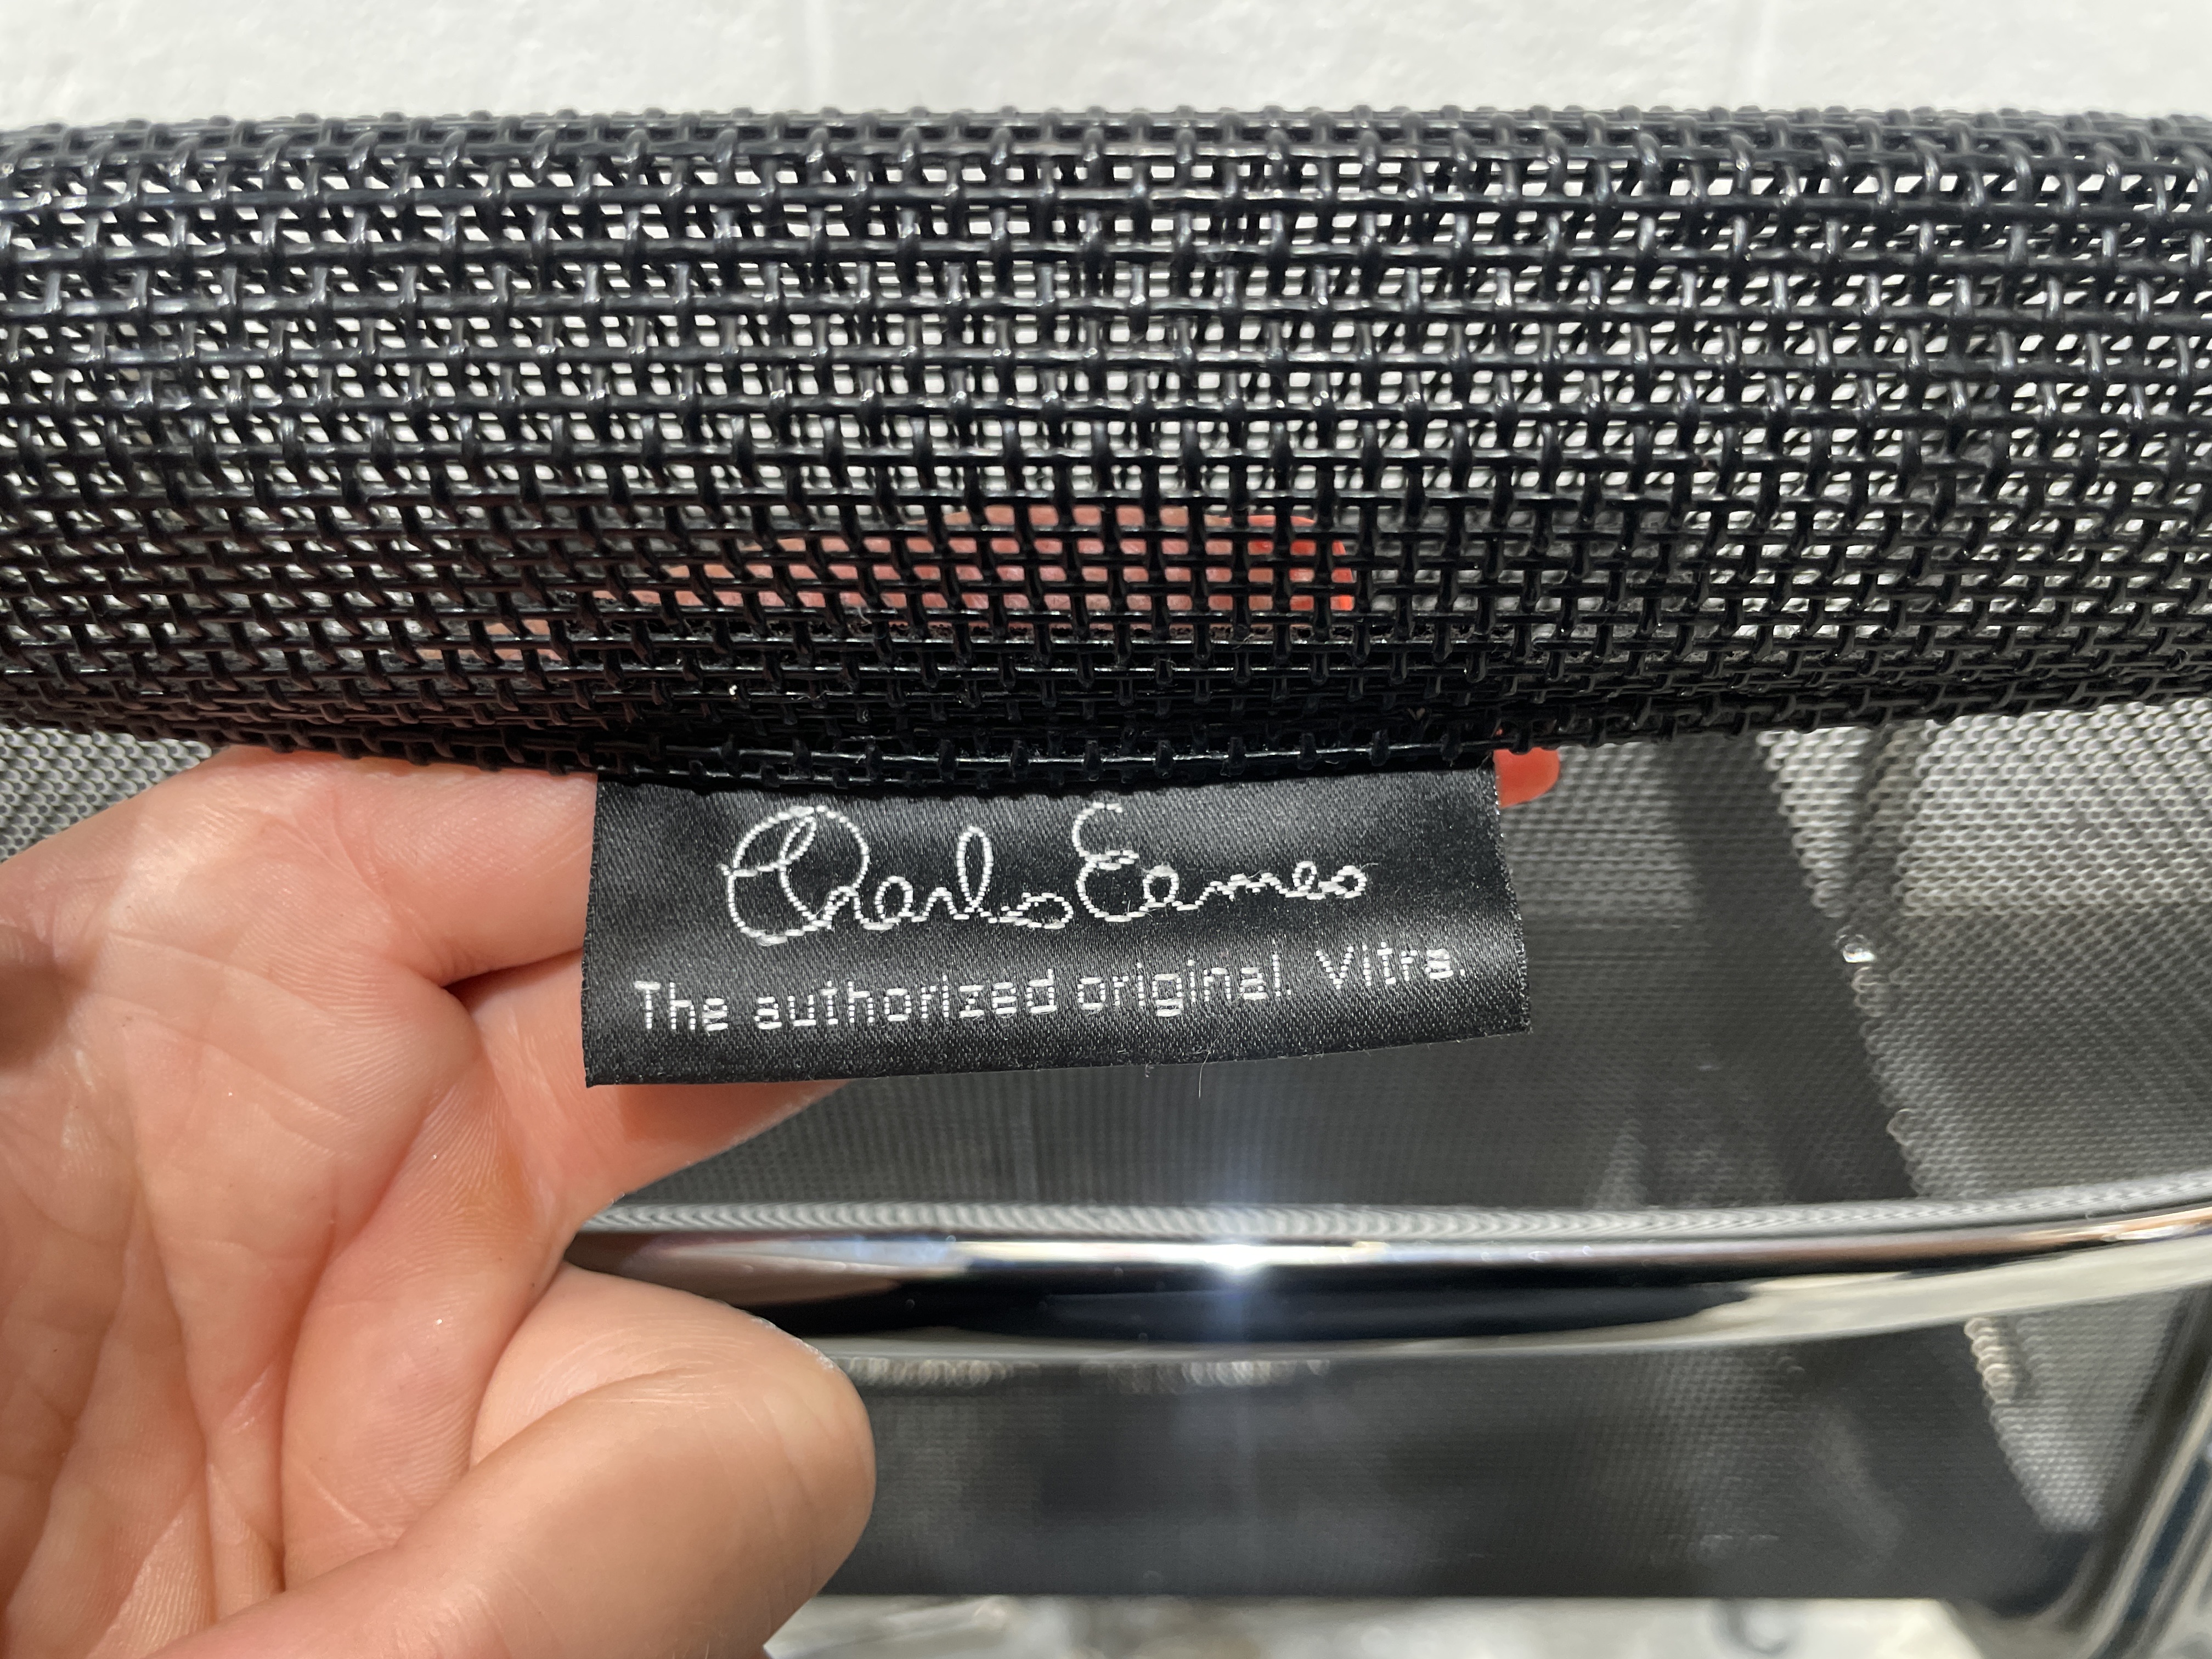 Charles Eames
The authorized original. Vitra.